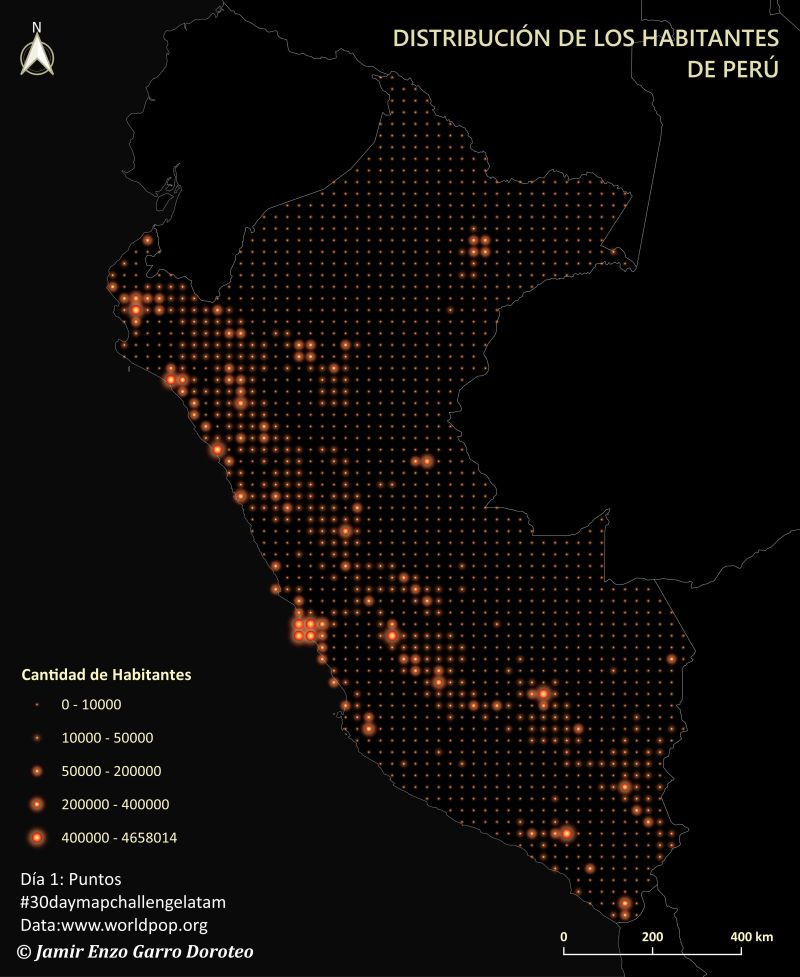 N
DISTRIBUCIÓN DE LOS HABITANTES
DE PERÚ
Cantidad de Habitantes
0 - 10000
10000 - 50000
50000 - 200000
200000 - 400000
400000 - 4658014
Día 1: Puntos
#30daymapchallengelatam
Data:www.worldpop.org
© Jamir Enzo Garro Doroteo
0 200 400 km